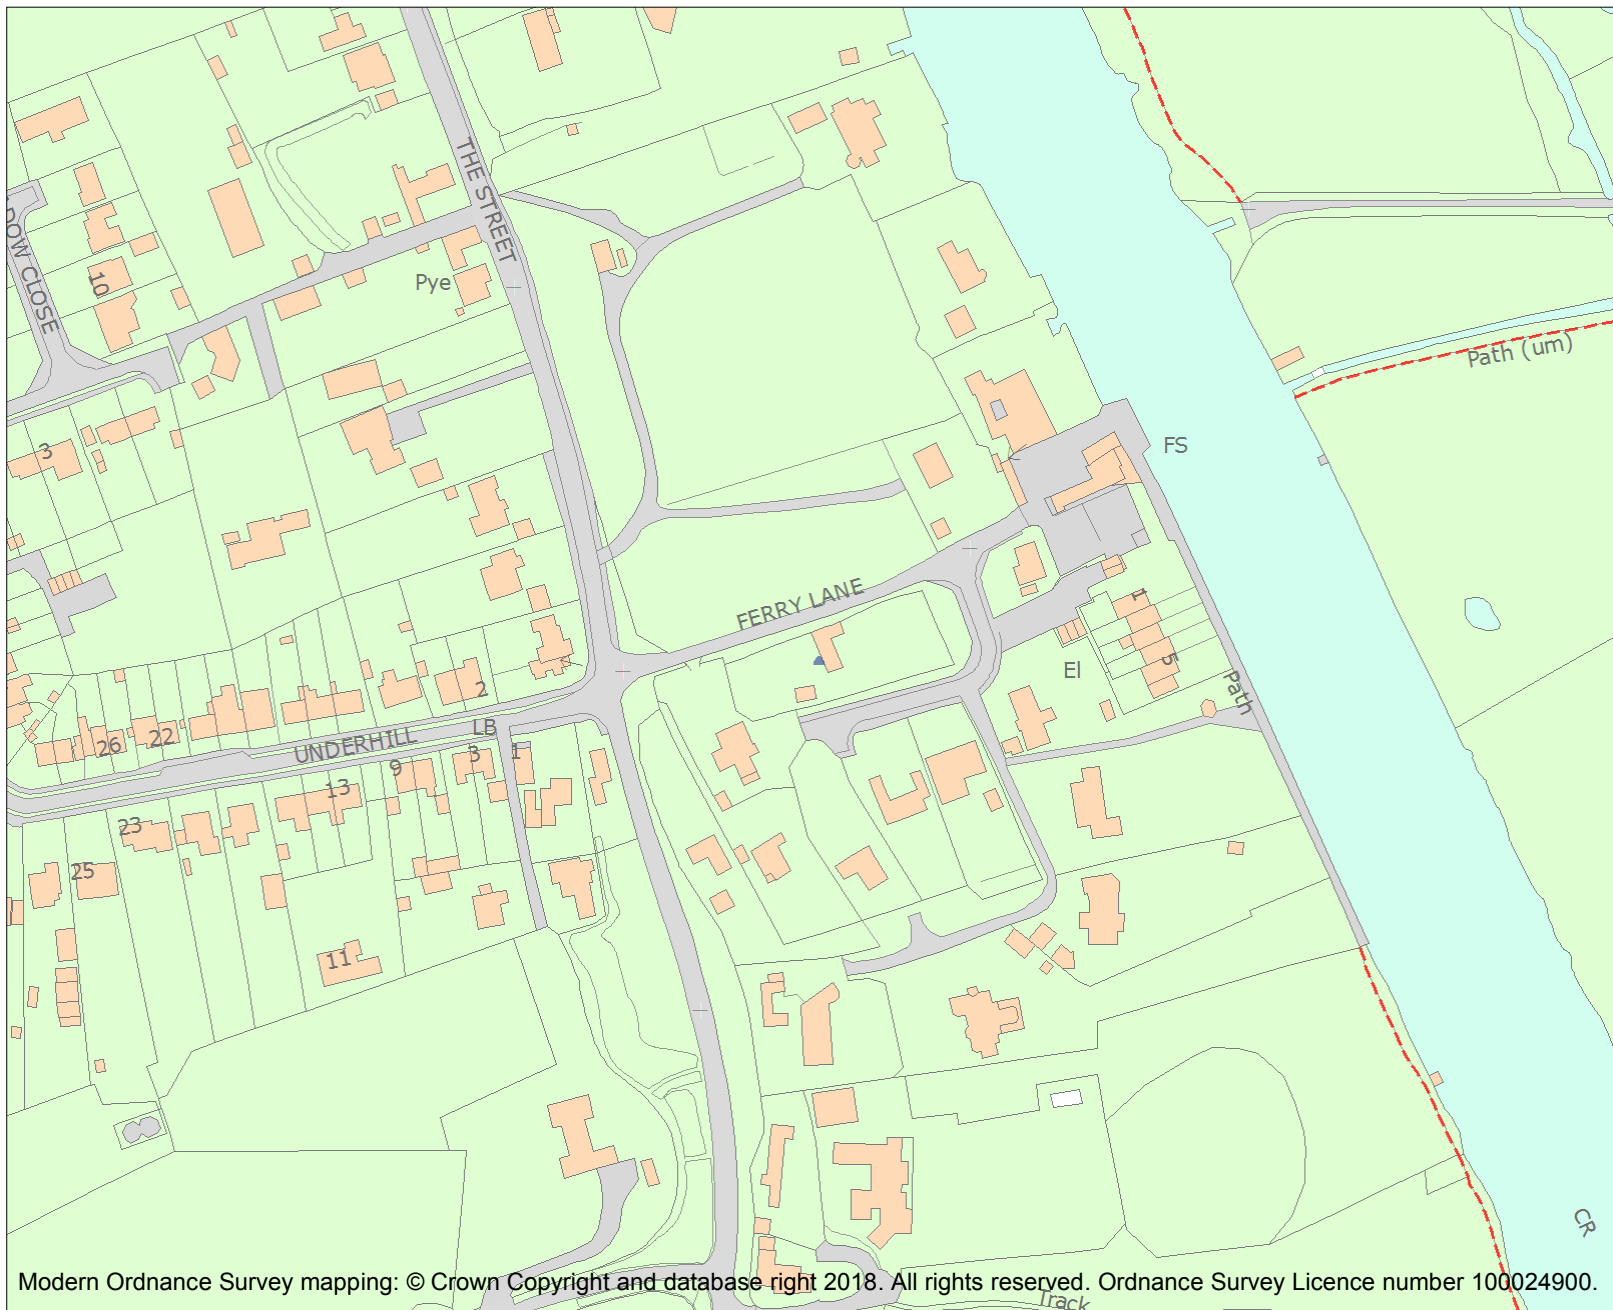 THE STREET
DOW CLOSE
10
Pye
Path (um)
3
FS
FERRY LANE
1
5
El
Path
2
LB
26
22
UNDERHILL
3
1
9
13
23
25
11
CR
Modern Ordnance Survey mapping: © Crown Copyright and database right 2018. All rights reserved. Ordnance Survey Licence number 100024900.
Track